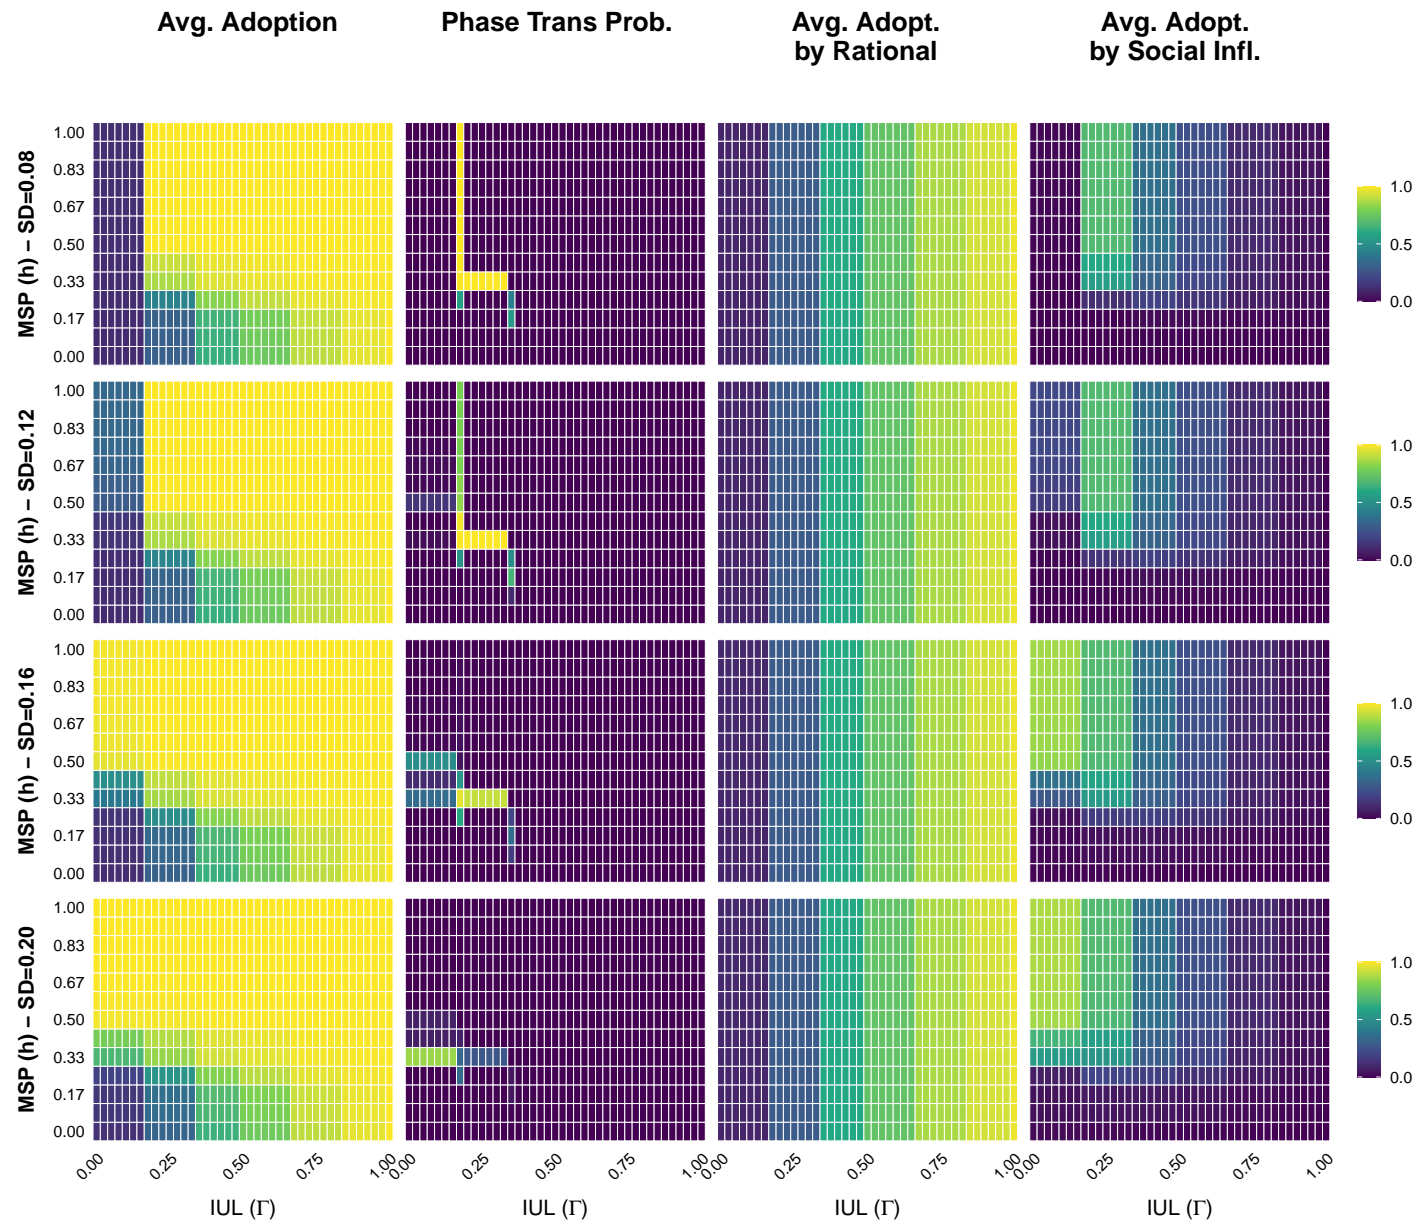 Avg. Adoption
Phase Trans Prob.
Avg. Adopt.
by Rational
Avg. Adopt.
by Social Infl.
MSP (h) − SD=0.08
1.00
0.83
0.67
0.50
0.33
0.17
0.00
1.0
0.5
0.0
MSP (h) − SD=0.12
1.00
0.83
0.67
0.50
0.33
0.17
0.00
1.0
0.5
0.0
MSP (h) − SD=0.16
1.00
0.83
0.67
0.50
0.33
0.17
0.00
1.0
0.5
0.0
MSP (h) − SD=0.20
1.00
0.83
0.67
0.50
0.33
0.17
0.00
1.0
0.5
0.0
0.00 0.25 0.50 0.75 1.00
0.00 0.25 0.50 0.75 1.00
0.00 0.25 0.50 0.75 1.00
0.00 0.25 0.50 0.75 1.00
IUL (Γ)
IUL (Γ)
IUL (Γ)
IUL (Γ)